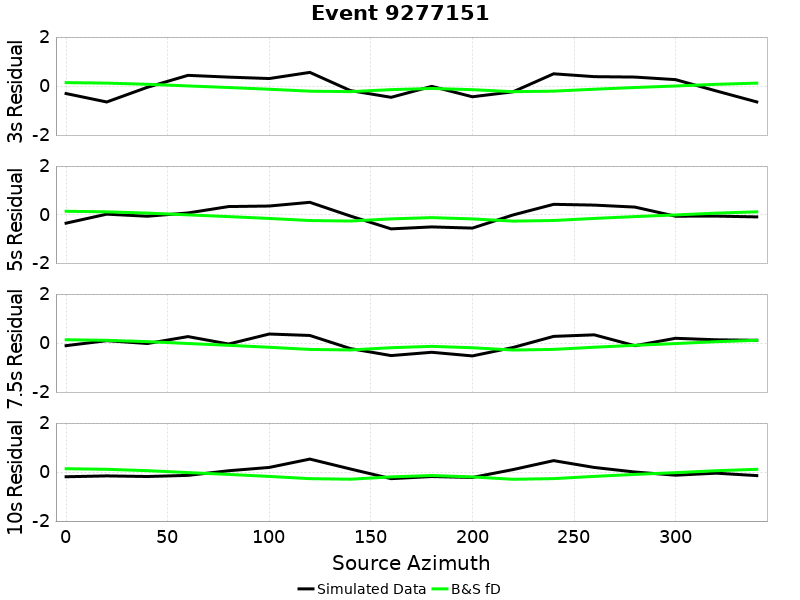 Event 9277151
3s Residual
2
0
-2
5s Residual
2
0
-2
7.5s Residual
2
0
-2
10s Residual
2
0
-2
0 50 100 150 200 250 300
Source Azimuth
Simulated Data B&S fD